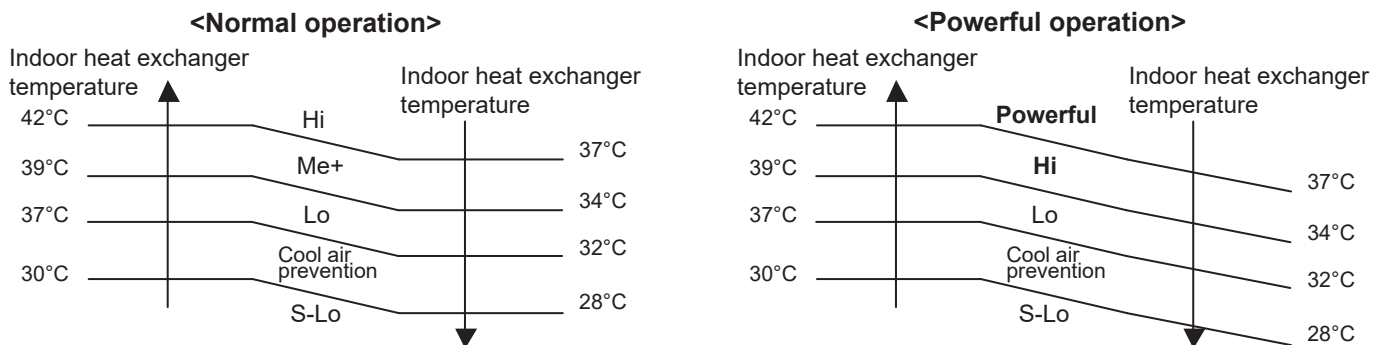 <Normal operation>
Indoor heat exchanger
temperature
Indoor heat exchanger
temperature
42°C
Hi
37°C
39°C
Me+
34°C
37°C
Lo
32°C
Cool air
prevention
30°C
28°C
S-Lo
<Powerful operation>
Indoor heat exchanger
temperature
Indoor heat exchanger
temperature
42°C
Powerful
37°C
39°C
Hi
34°C
37°C
Lo
32°C
Cool air
prevention
30°C
S-Lo
28°C